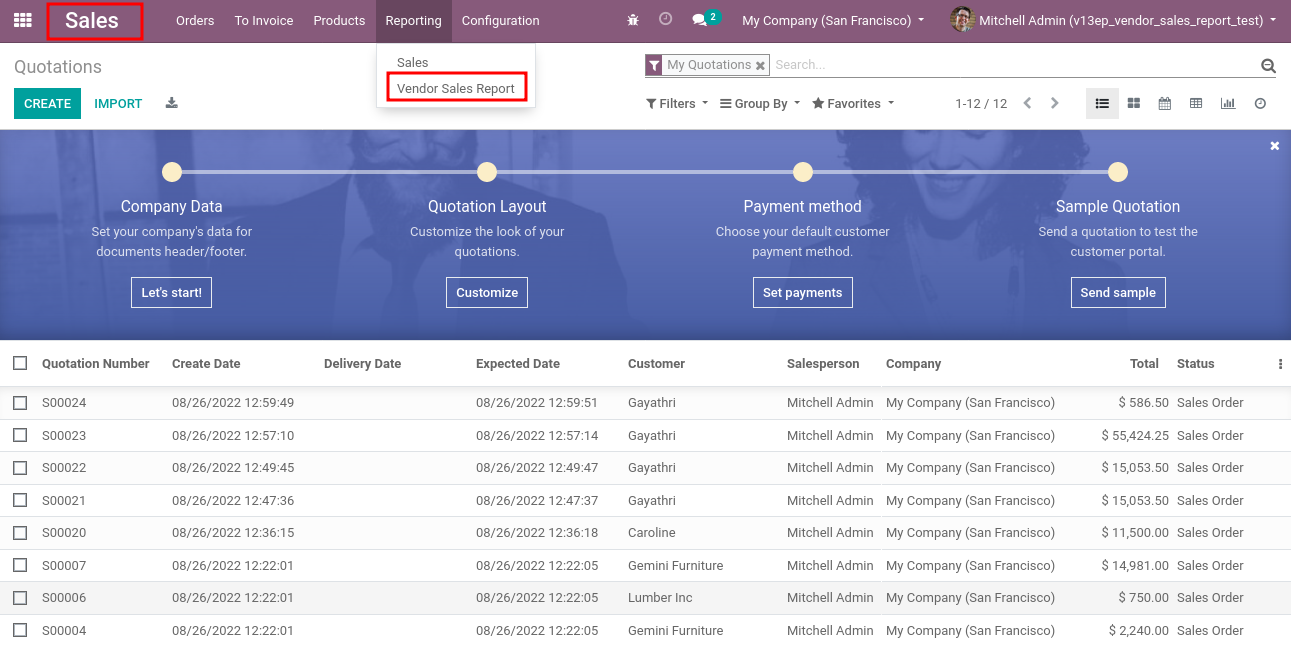 Sales Orders To Invoice Products Reporting Configuration 2 My Company (San Francisco) Mitchell Admin (v13ep_vendor_sales_report_test)
Sales
Vendor Sales Report
Quotations
My Quotations Search...
CREATE IMPORT
Filters Group By Favorites 1-12 / 12
Company Data Quotation Layout Payment method Sample Quotation
Set your company's data for Customize the look of your Choose your default customer Send a quotation to test the
documents header/footer. quotations. payment method. customer portal.
Let's start! Customize Set payments Send sample
Quotation Number Create Date Delivery Date Expected Date Customer Salesperson Company Total Status
S00024 08/26/2022 12:59:49 08/26/2022 12:59:51 Gayathri Mitchell Admin My Company (San Francisco) $ 586.50 Sales Order
S00023 08/26/2022 12:57:10 08/26/2022 12:57:14 Gayathri Mitchell Admin My Company (San Francisco) $ 55,424.25 Sales Order
S00022 08/26/2022 12:49:45 08/26/2022 12:49:47 Gayathri Mitchell Admin My Company (San Francisco) $ 15,053.50 Sales Order
S00021 08/26/2022 12:47:36 08/26/2022 12:47:37 Gayathri Mitchell Admin My Company (San Francisco) $ 15,053.50 Sales Order
S00020 08/26/2022 12:36:15 08/26/2022 12:36:18 Caroline Mitchell Admin My Company (San Francisco) $ 11,500.00 Sales Order
S00007 08/26/2022 12:22:01 08/26/2022 12:22:05 Gemini Furniture Mitchell Admin My Company (San Francisco) $ 14,981.00 Sales Order
S00006 08/26/2022 12:22:01 08/26/2022 12:22:05 Lumber Inc Mitchell Admin My Company (San Francisco) $ 750.00 Sales Order
S00004 08/26/2022 12:22:01 08/26/2022 12:22:05 Gemini Furniture Mitchell Admin My Company (San Francisco) $ 2,240.00 Sales Order